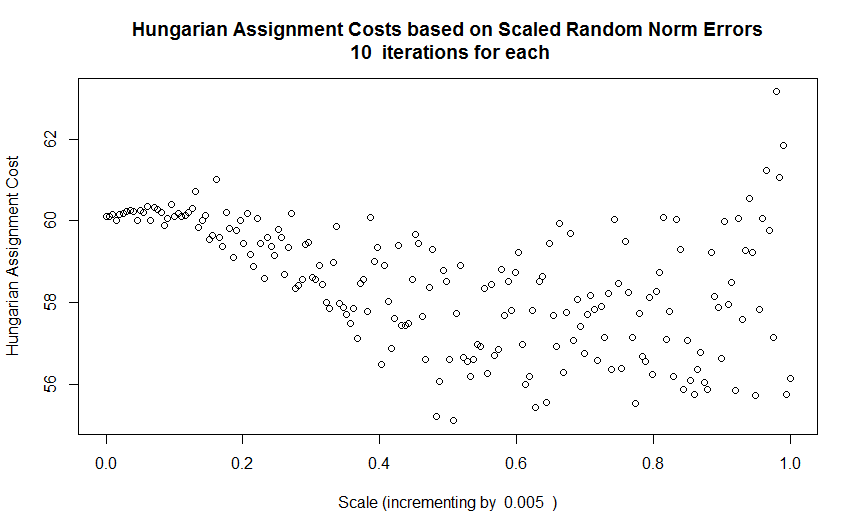 Hungarian Assignment Costs based on Scaled Random Norm Errors
10  iterations for each
Hungarian Assignment Cost
62
60
58
56
0.0
0.2
0.4
0.6
0.8
1.0
Scale (incrementing by  0.005  )